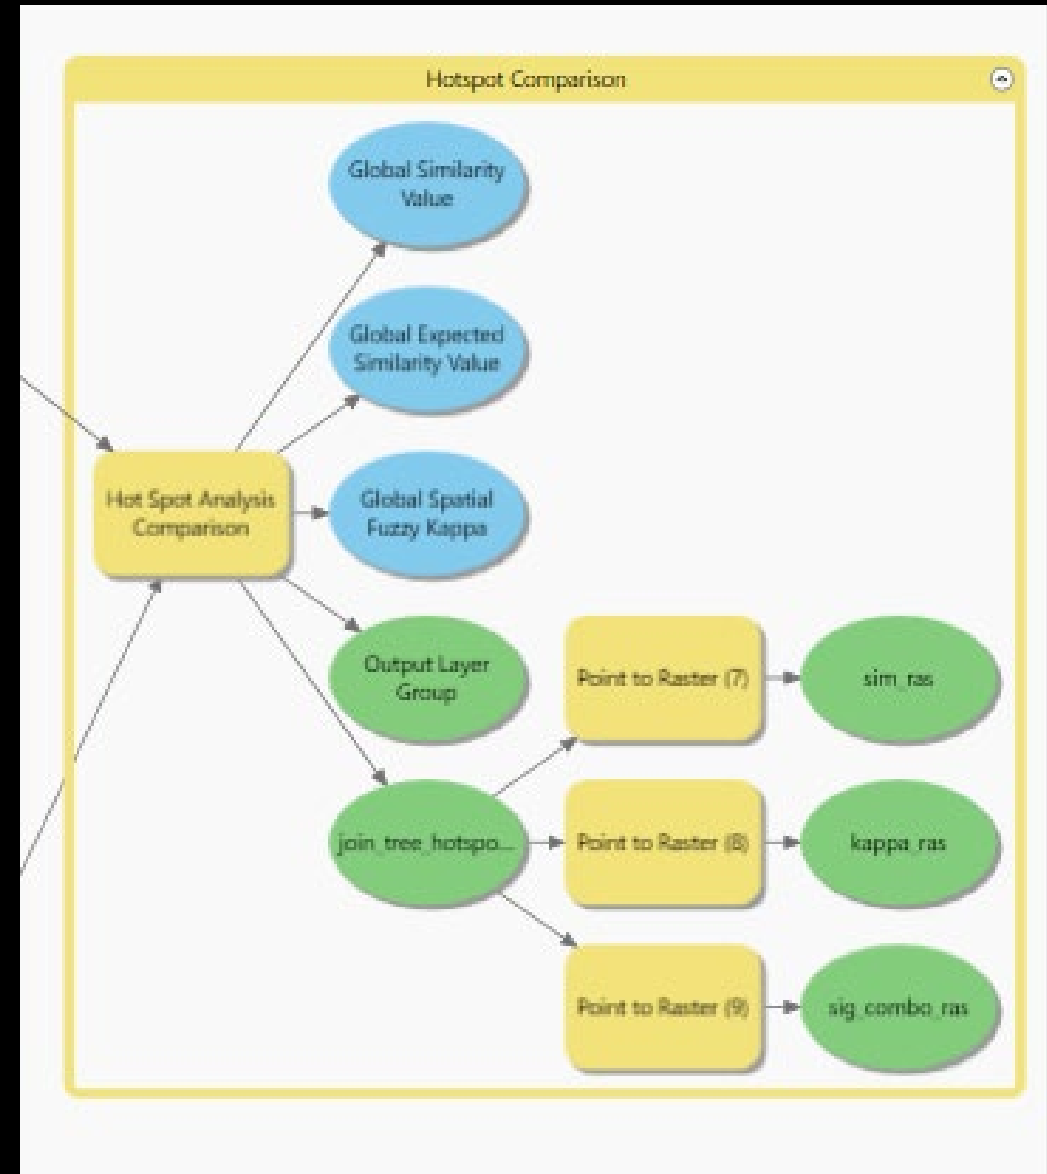 Hotspot Comparison
Global Similarity
Value
Global Expected
Similarity Value
Hot Spot Analysis
Comparison
Global Spatial
Fuzzy Kappa
Output Layer
Group
Point to Raster (7)
sim_ras
join_tree_hotspo...
Point to Raster (8)
kappa_ras
Point to Raster (9)
sig_combo_ras